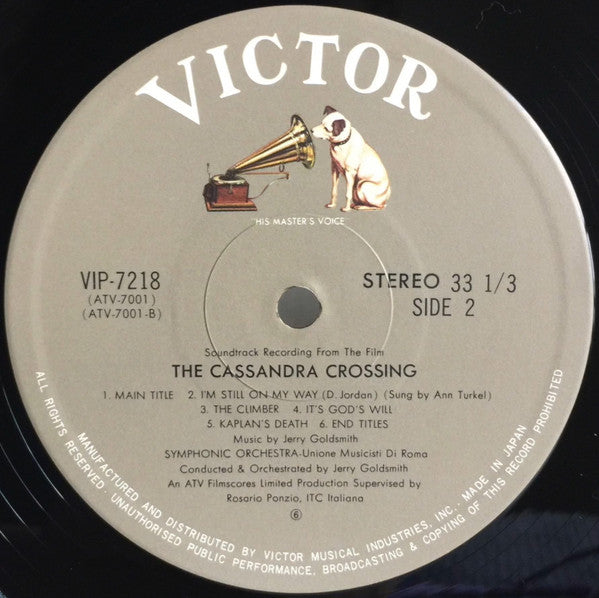 VICTOR
"HIS MASTER'S VOICE"
VIP-7218
(ATV-7001)
(ATV-7001-B)
STEREO 33 1/3
SIDE 2
Soundtrack Recording From The Film
THE CASSANDRA CROSSING
1. MAIN TITLE 2. I'M STILL ON MY WAY (D. Jordan) (Sung by Ann Turkel)
3. THE CLIMBER 4. IT'S GOD'S WILL
5. KAPLAN'S DEATH 6. END TITLES
Music by Jerry Goldsmith
SYMPHONIC ORCHESTRA-Unione Musicisti Di Roma
Conducted & Orchestrated by Jerry Goldsmith
An ATV Filmscores Limited Production Supervised by
Rosario Ponzio, ITC Italiana
⑥
MANUFACTURED AND DISTRIBUTED BY VICTOR MUSICAL INDUSTRIES, INC.: MADE IN JAPAN
ALL RIGHTS RESERVED· UNAUTHORISED PUBLIC PERFORMANCE, BROADCASTING & COPYING OF THIS RECORD PROHIBITED